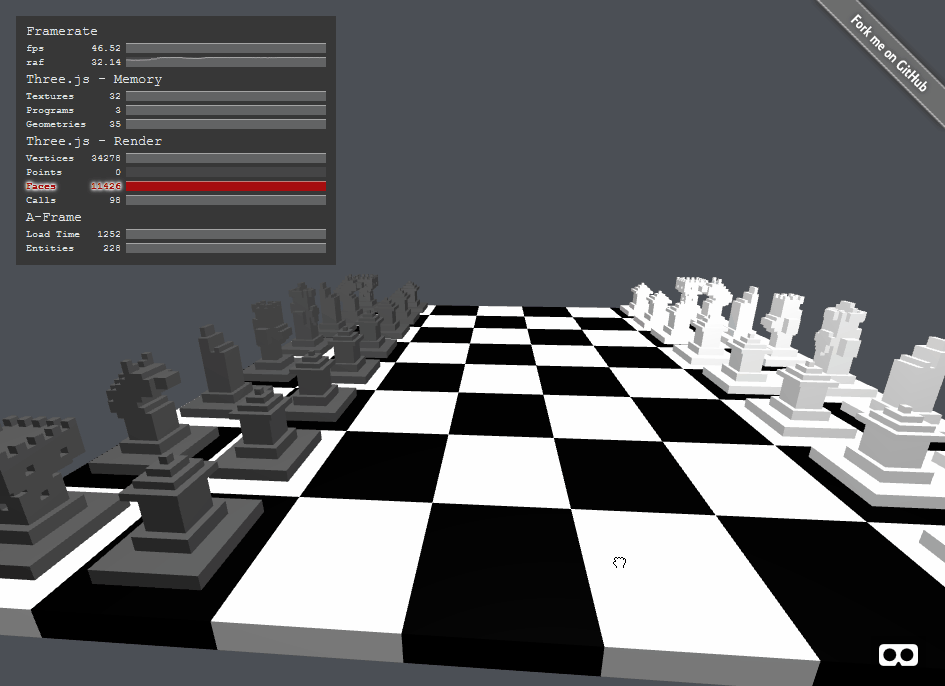 Framerate
fps 46.52
raf 32.14
Three.js - Memory
Textures 32
Programs 3
Geometries 35
Three.js - Render
Vertices 34278
Points 0
Faces 11426
Calls 98
A-Frame
Load Time 1252
Entities 228
Fork me on GitHub